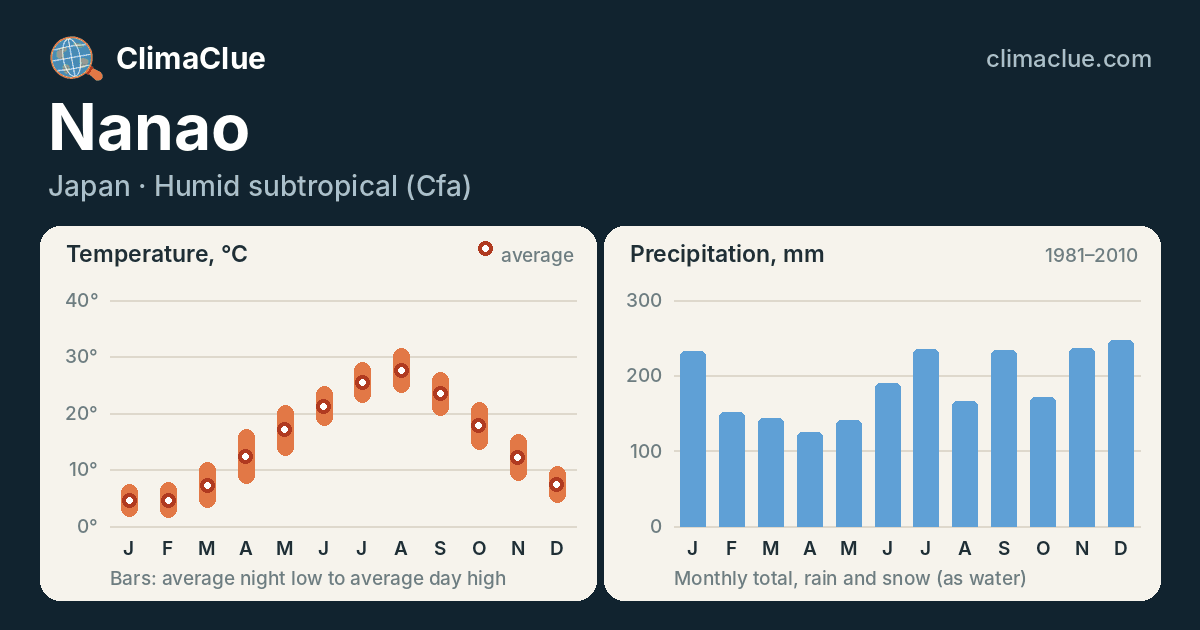 ClimaClue
climaclue.com
Nanao
Japan · Humid subtropical (Cfa)
Temperature, °C
average
40°
30°
20°
10°
0°
J F M A M J J A S O N D
Bars: average night low to average day high
Precipitation, mm
1981–2010
300
200
100
0
J F M A M J J A S O N D
Monthly total, rain and snow (as water)